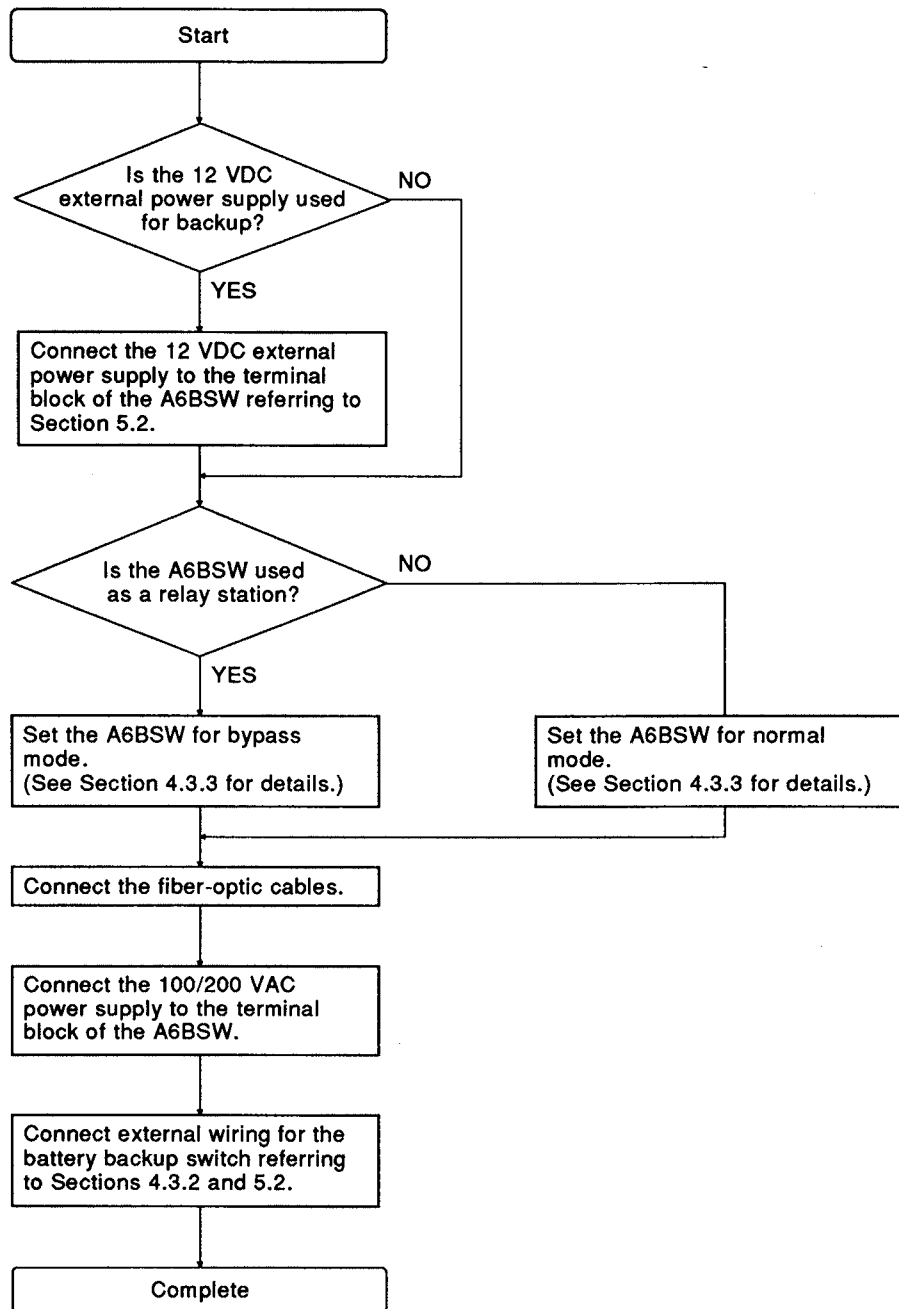 Start
Is the 12 VDC
external power supply used
for backup?
NO
YES
Connect the 12 VDC external
power supply to the terminal
block of the A6BSW referring to
Section 5.2.
Is the A6BSW used
as a relay station?
NO
YES
Set the A6BSW for bypass
mode.
(See Section 4.3.3 for details.)
Set the A6BSW for normal
mode.
(See Section 4.3.3 for details.)
Connect the fiber-optic cables.
Connect the 100/200 VAC
power supply to the terminal
block of the A6BSW.
Connect external wiring for the
battery backup switch referring
to Sections 4.3.2 and 5.2.
Complete